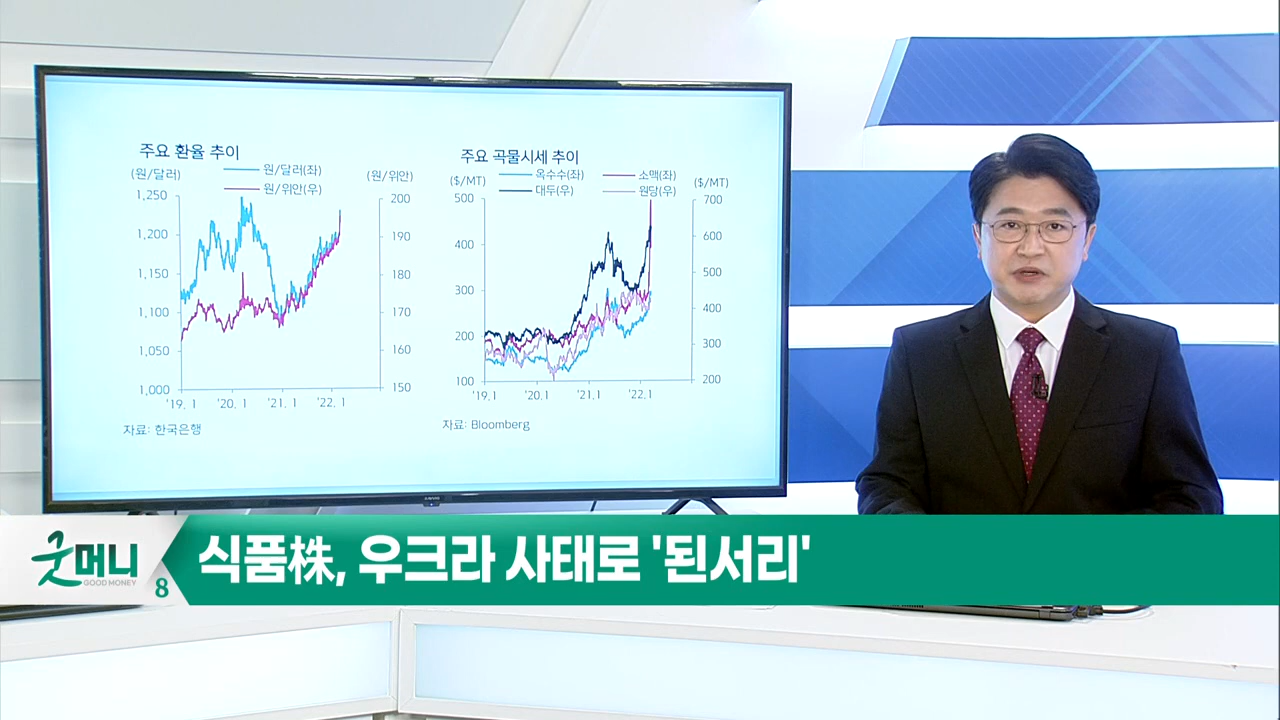 주요 환율 추이
(원/달러)
원/달러(좌)
원/위안(우)
(원/위안)
1,250
1,200
1,150
1,100
1,050
1,000
200
190
180
170
160
150
'19. 1
'20. 1
'21. 1
'22. 1
자료: 한국은행
주요 곡물시세 추이
($/MT)
옥수수(좌)
소맥(좌)
대두(우)
원당(우)
($/MT)
500
400
300
200
100
700
600
500
400
300
200
'19.1
'20.1
'21.1
'22.1
자료: Bloomberg
굿머니
GOOD MONEY
8
식품株, 우크라 사태로 '된서리'